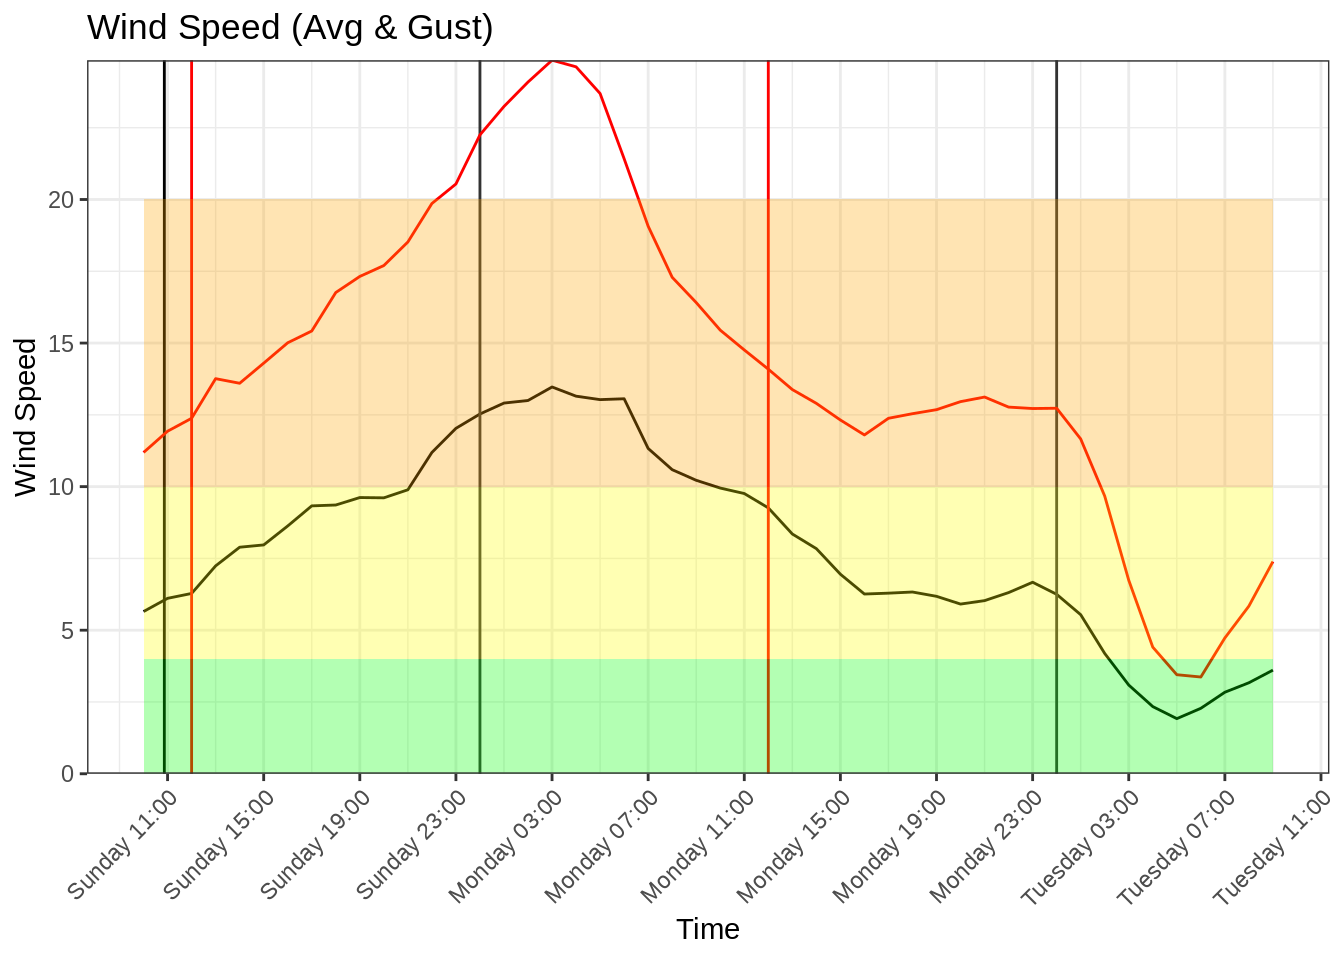 Wind Speed (Avg & Gust)
Wind Speed
20
15
10
5
0
Sunday 11:00
Sunday 15:00
Sunday 19:00
Sunday 23:00
Monday 03:00
Monday 07:00
Monday 11:00
Monday 15:00
Monday 19:00
Monday 23:00
Tuesday 03:00
Tuesday 07:00
Tuesday 11:00
Time